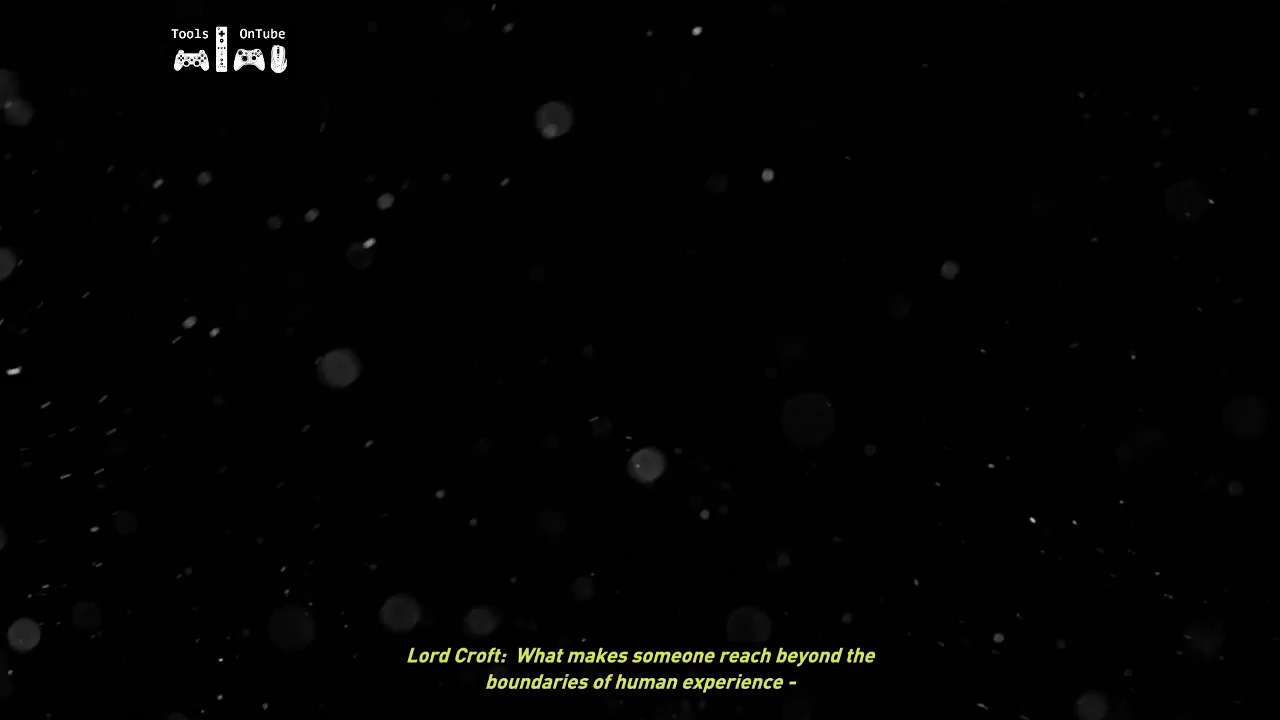 Tools OnTube
Lord Croft: What makes someone reach beyond the
boundaries of human experience -